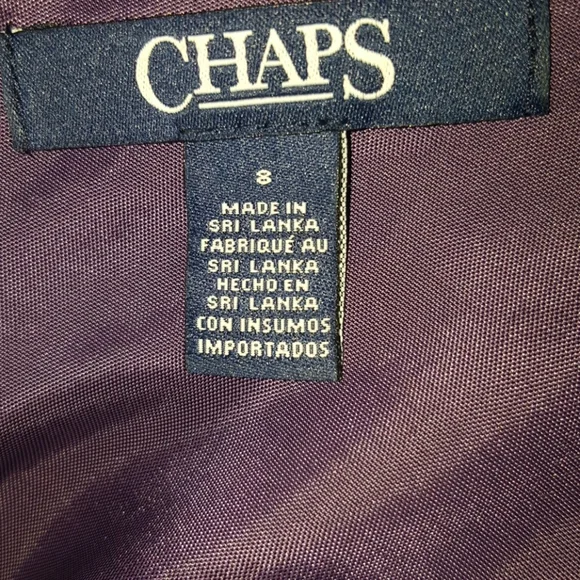 CHAPS
8
MADE IN
SRI LANKA
FABRIQUÉ AU
SRI LANKA
HECHO EN
SRI LANKA
CON INSUMOS
IMPORTADOS